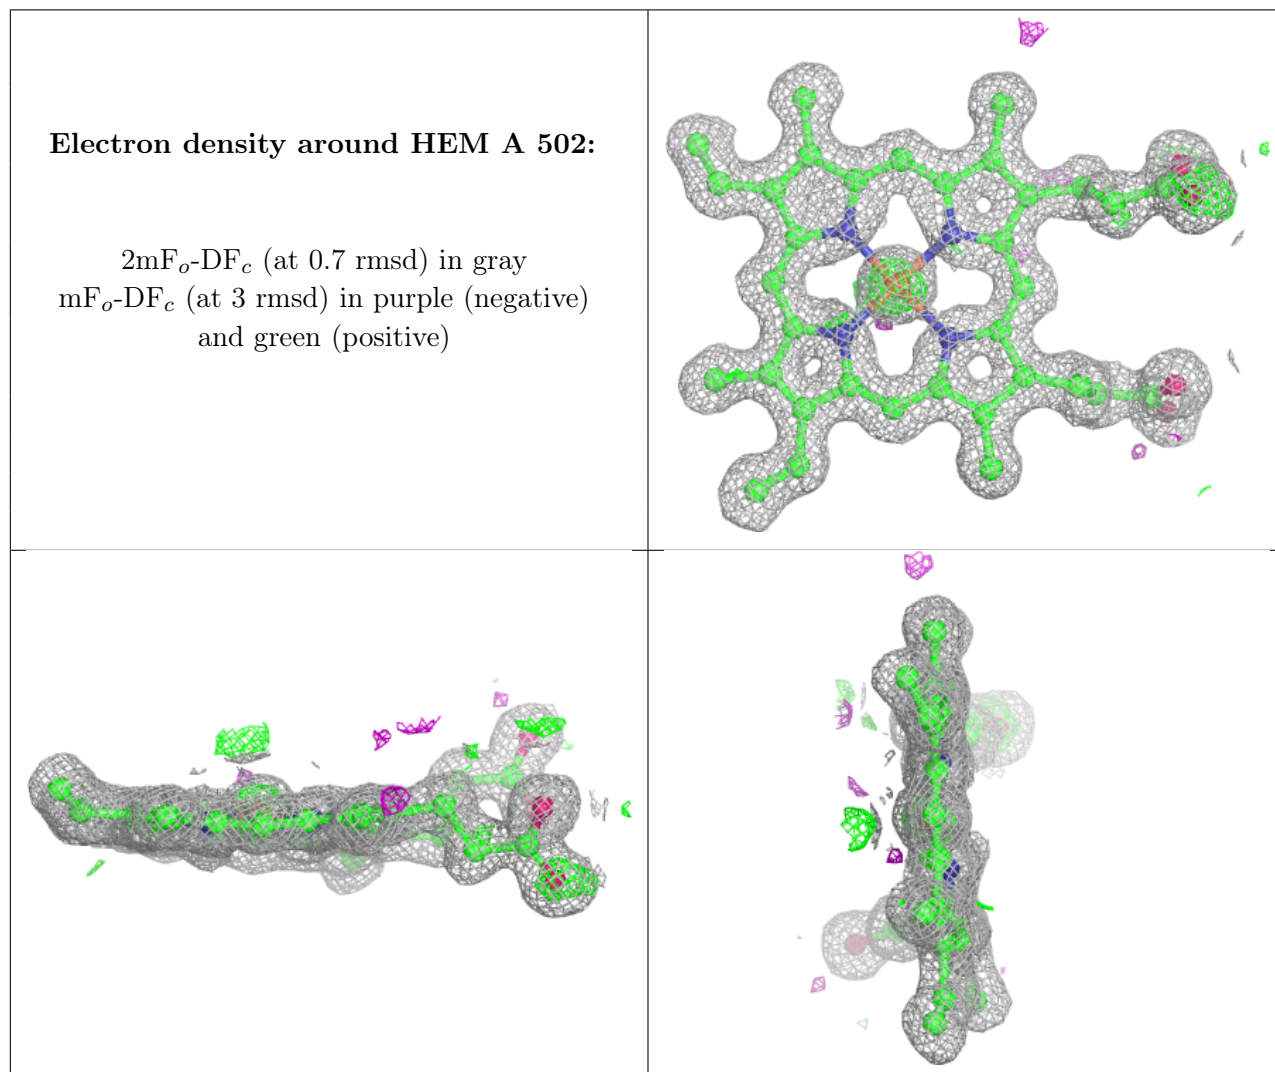 Electron density around HEM A 502:
2mFo-DFc (at 0.7 rmsd) in gray
mFo-DFc (at 3 rmsd) in purple (negative)
and green (positive)